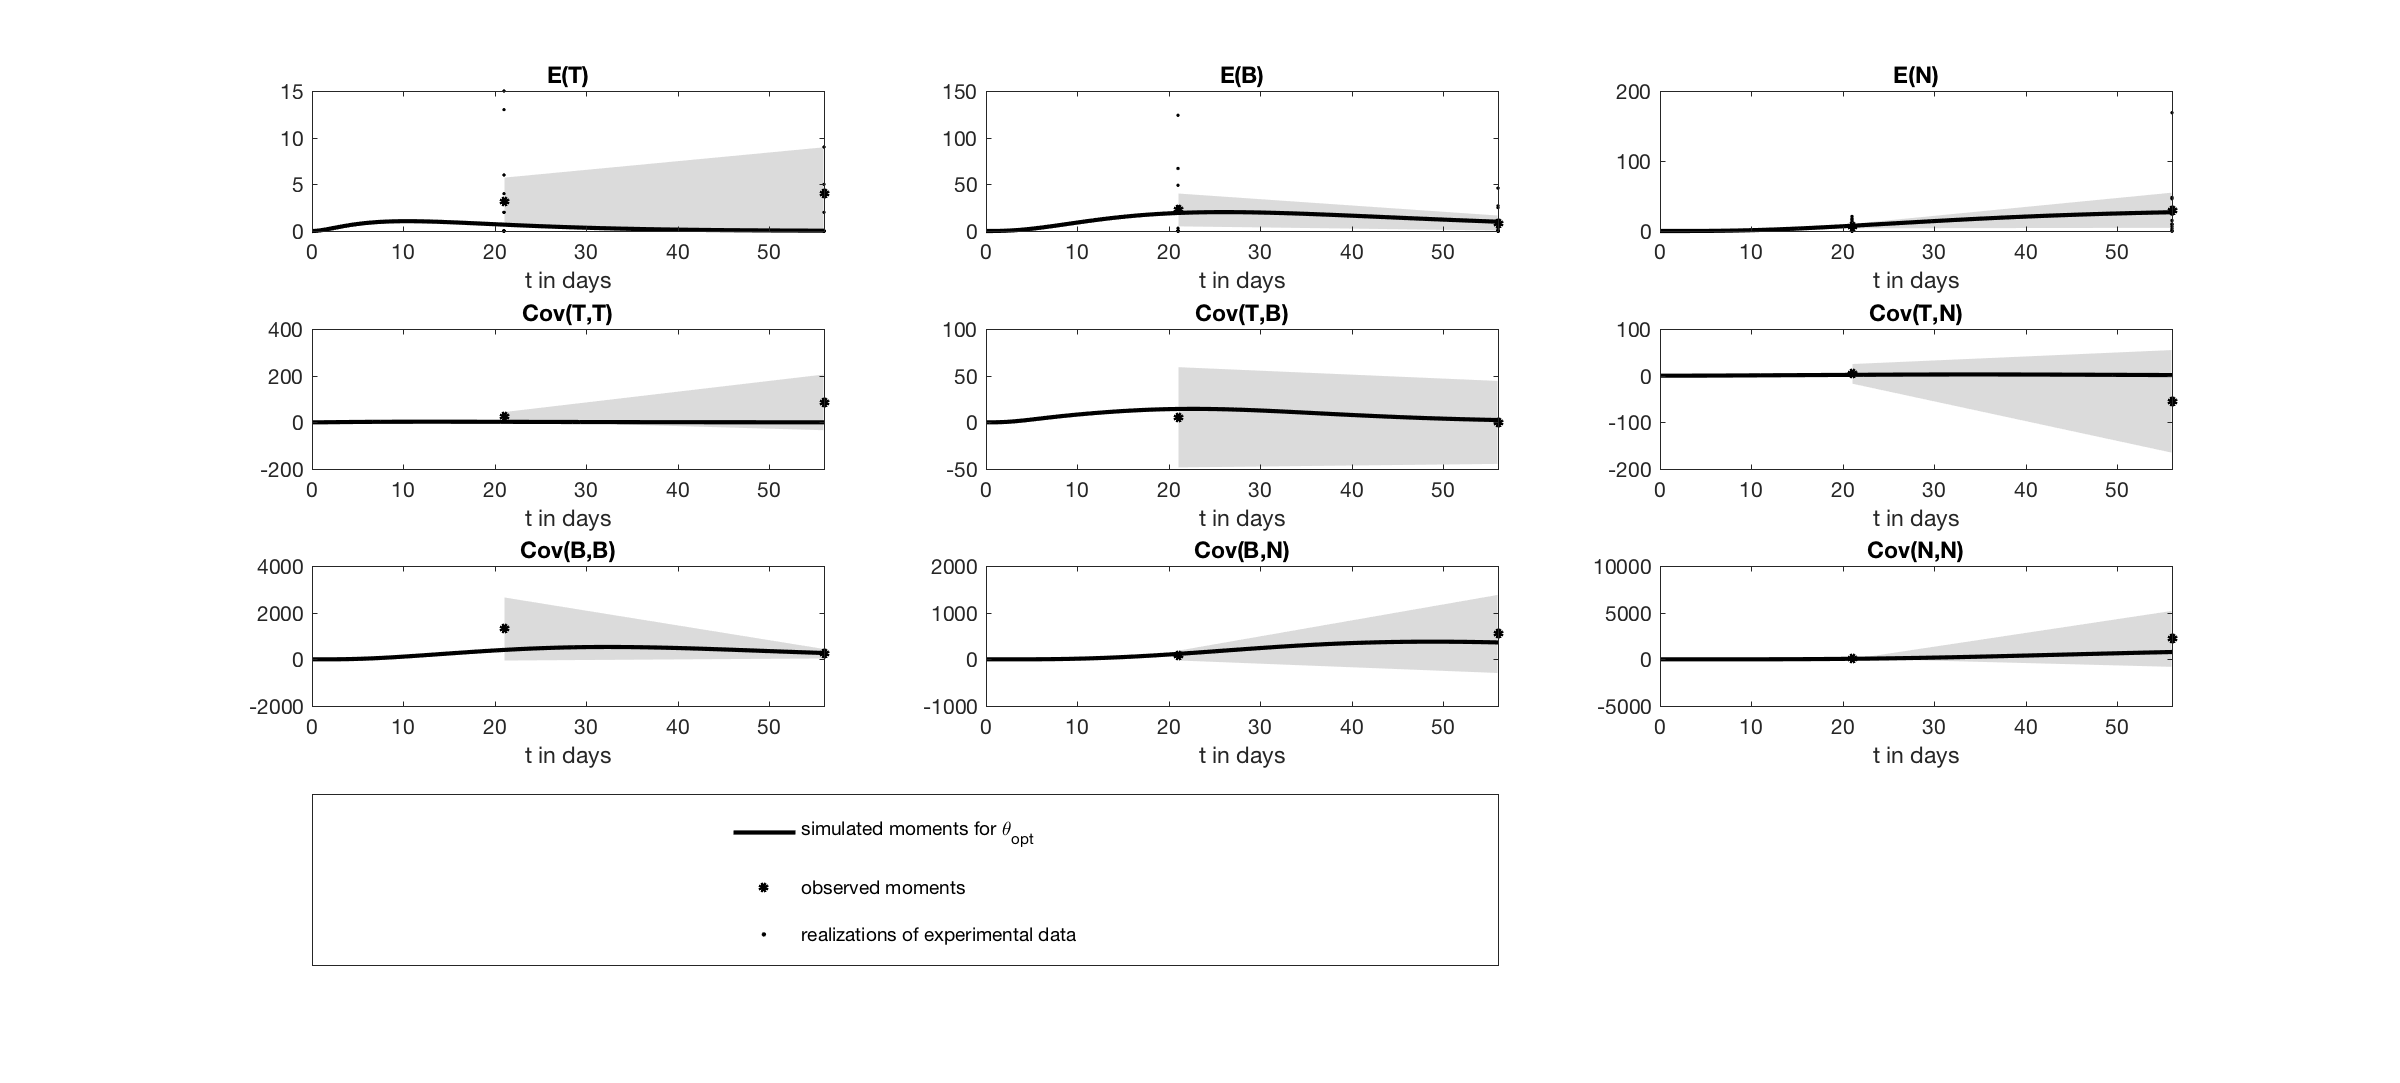 E(T) E(B) E(N)
15 150 200
10 100
5 50 100
0 0 0
0 10 20 30 40 50 0 10 20 30 40 50 0 10 20 30 40 50
t in days t in days t in days
Cov(T,T) Cov(T,B) Cov(T,N)
400 100 100
200 50 0
0 0 -100
-200 -50 -200
0 10 20 30 40 50 0 10 20 30 40 50 0 10 20 30 40 50
t in days t in days t in days
Cov(B,B) Cov(B,N) Cov(N,N)
4000 2000 10000
2000 1000 5000
0 0 0
-2000 -1000 -5000
0 10 20 30 40 50 0 10 20 30 40 50 0 10 20 30 40 50
t in days t in days t in days
simulated moments for θopt
observed moments
realizations of experimental data